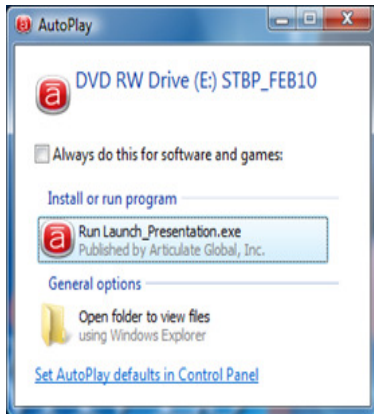 AutoPlay
DVD RW Drive (E:) STBP_FEB10
Always do this for software and games:
Install or run program
Run Launch_Presentation.exe
Published by Articulate Global, Inc.
General options
Open folder to view files
using Windows Explorer
Set AutoPlay defaults in Control Panel